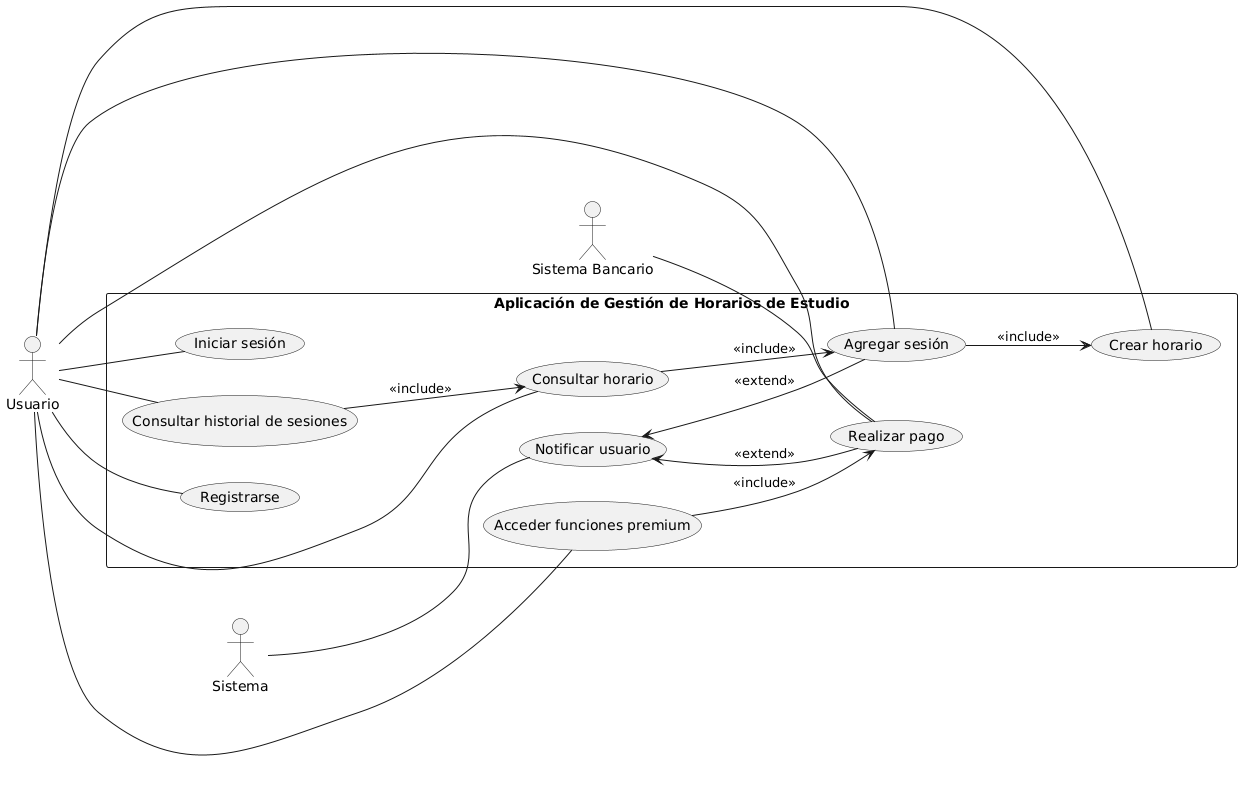 Sistema Bancario
Aplicación de Gestión de Horarios de Estudio
Iniciar sesión
«include»
Agregar sesión
«include»
Crear horario
Usuario
«include»
Consultar horario
«extend»
Consultar historial de sesiones
Notificar usuario
«extend»
Realizar pago
Registrarse
«include»
Acceder funciones premium
Sistema